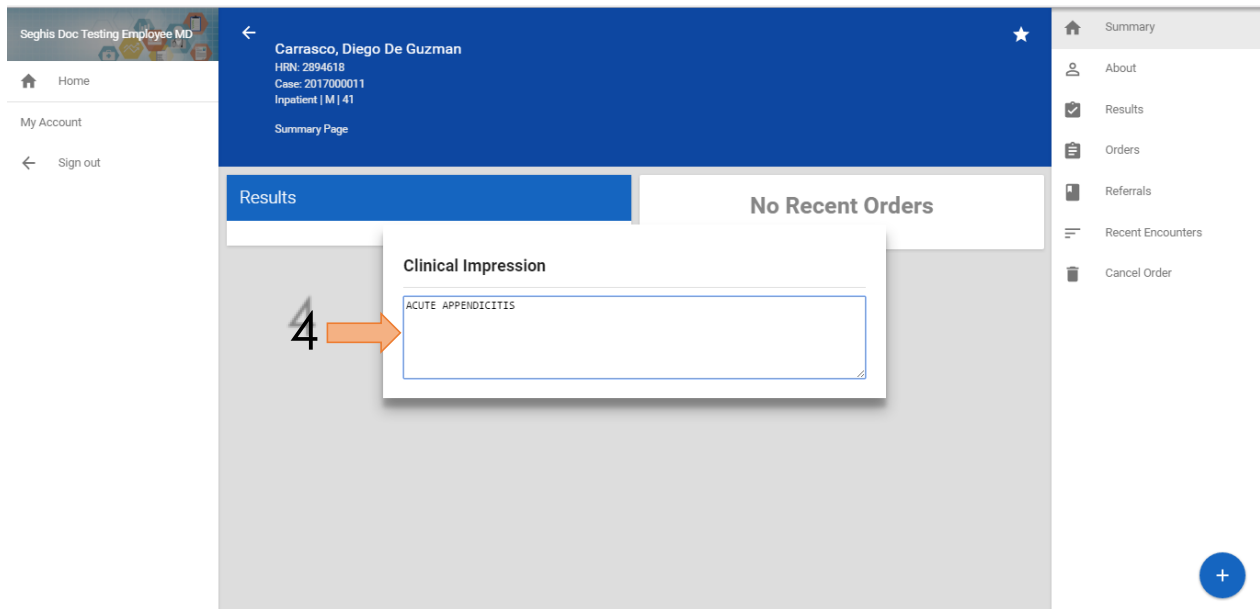 Seghis Doc Testing Employee MD
Home
My Account
Sign out
Carrasco, Diego De Guzman
HRN: 2894618
Case: 2017000011
Inpatient | M | 41
Summary Page
Results
No Recent Orders
Clinical Impression
ACUTE APPENDICITIS
4
Summary
About
Results
Orders
Referrals
Recent Encounters
Cancel Order
+